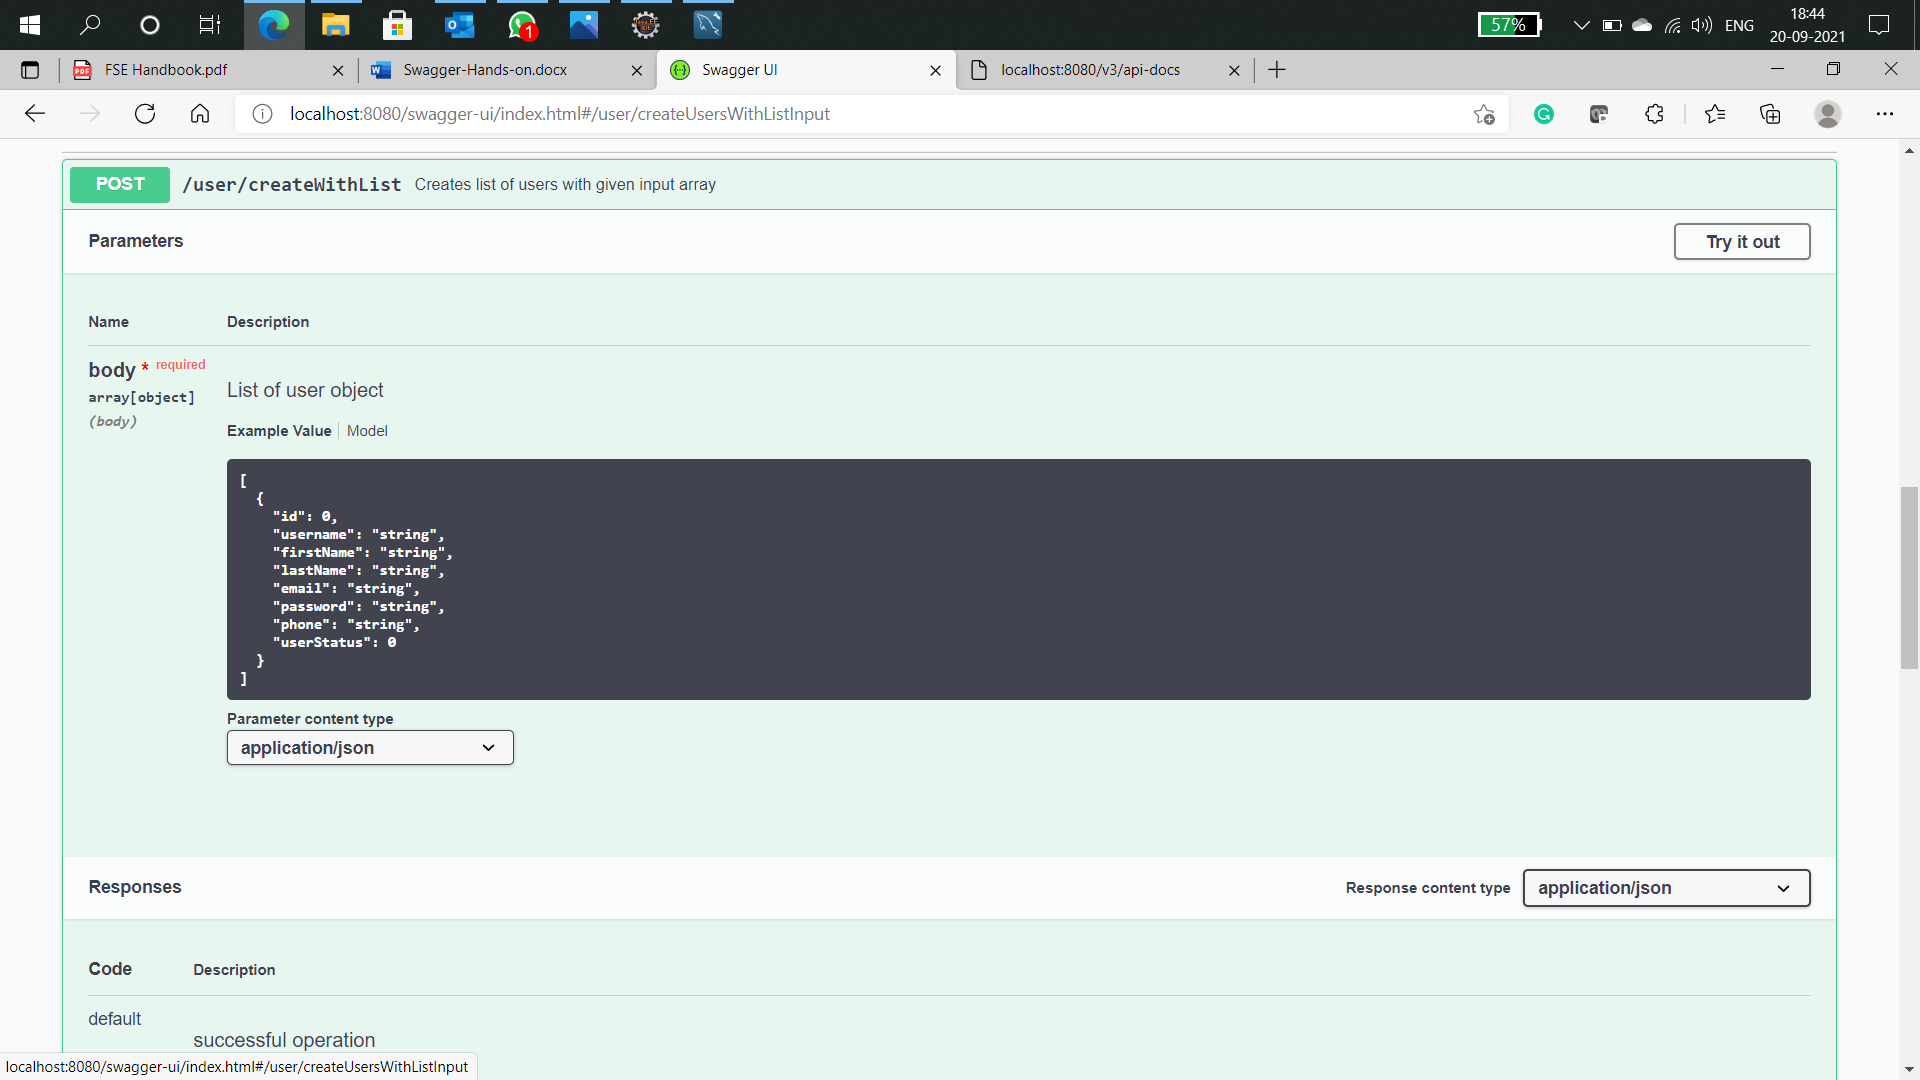 57%
ENG
18:44
20-09-2021
1
FSE Handbook.pdf
Swagger-Hands-on.docx
Swagger UI
localhost:8080/v3/api-docs
localhost:8080/swagger-ui/index.html#/user/createUsersWithListInput
POST /user/createWithList Creates list of users with given input array
Parameters
Try it out
Name Description
body * required
array[object]
(body)
List of user object
Example Value Model
[
{
"id": 0,
"username": "string",
"firstName": "string",
"lastName": "string",
"email": "string",
"password": "string",
"phone": "string",
"userStatus": 0
}
]
Parameter content type
application/json
Responses
Response content type application/json
Code Description
default
successful operation
localhost:8080/swagger-ui/index.html#/user/createUsersWithListInput